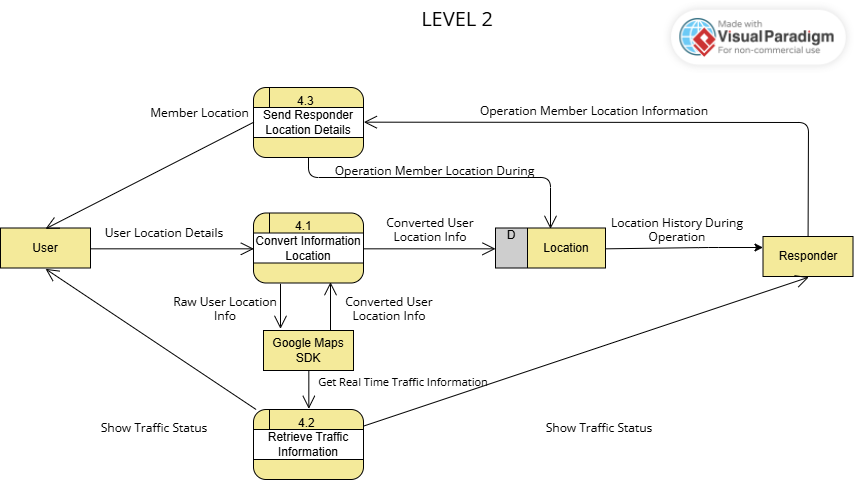 LEVEL 2
Made with
Visual Paradigm
For non-commercial use
4.3
Send Responder
Location Details
Member Location
Operation Member Location Information
Operation Member Location During
User
User Location Details
4.1
Convert Information
Location
Converted User
Location Info
D
Location
Location History During
Operation
Responder
Raw User Location
Info
Converted User
Location Info
Google Maps
SDK
Get Real Time Traffic Information
4.2
Retrieve Traffic
Information
Show Traffic Status
Show Traffic Status